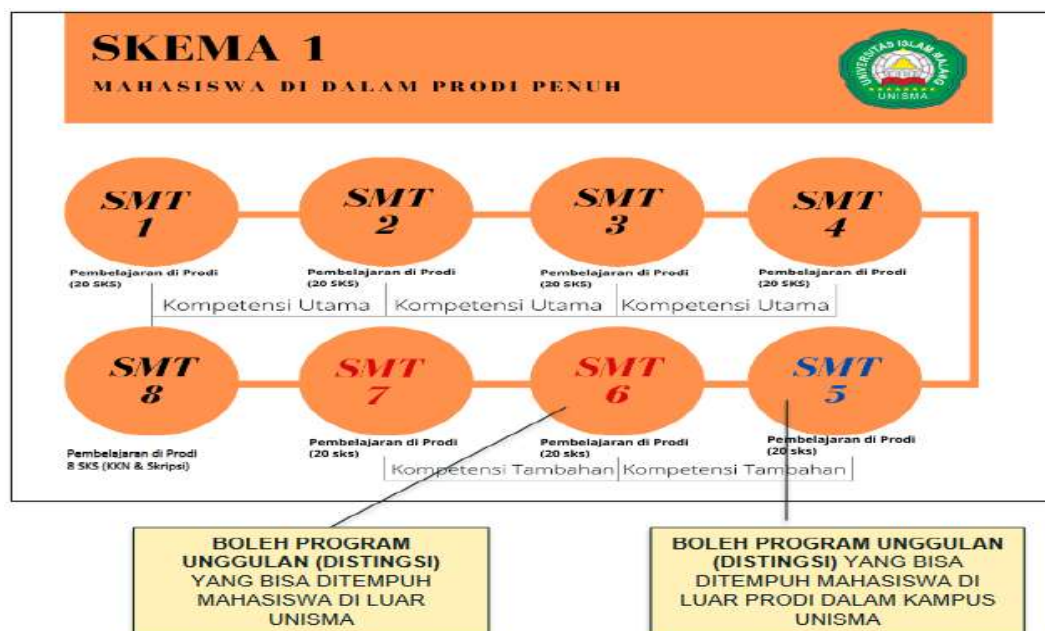 SKEMA 1
MAHASISWA DI DALAM PRODI PENUH
UNIVERSITAS ISLAM MALANG
UNISMA
SMT
1
SMT
2
SMT
3
SMT
4
Pembelajaran di Prodi
(20 SKS)
Pembelajaran di Prodi
(20 SKS)
Pembelajaran di Prodi
(20 SKS)
Pembelajaran di Prodi
(20 SKS)
Kompetensi Utama
Kompetensi Utama
Kompetensi Utama
SMT
8
SMT
7
SMT
6
SMT
5
Pembelajaran di Prodi
8 SKS (KKN & Skripsi)
Pembelajaran di Prodi
(20 sks)
Pembelajaran di Prodi
(20 sks)
Pembelajaran di Prodi
(20 sks)
Kompetensi Tambahan
Kompetensi Tambahan
BOLEH PROGRAM
UNGGULAN (DISTINGSI)
YANG BISA DITEMPUH
MAHASISWA DI LUAR
UNISMA
BOLEH PROGRAM UNGGULAN
(DISTINGSI) YANG BISA
DITEMPUH MAHASISWA DI
LUAR PRODI DALAM KAMPUS
UNISMA